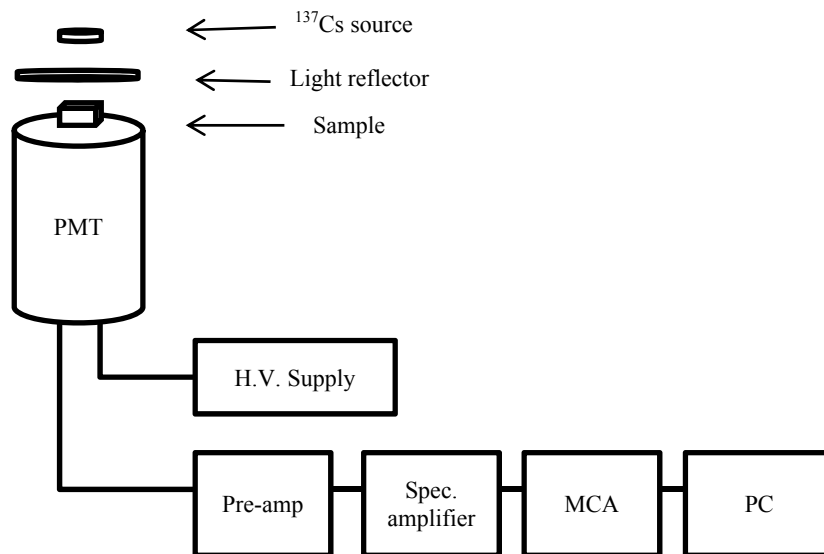 ¹³⁷Cs source
Light reflector
Sample
PMT
H.V. Supply
Pre-amp
Spec.
amplifier
MCA
PC